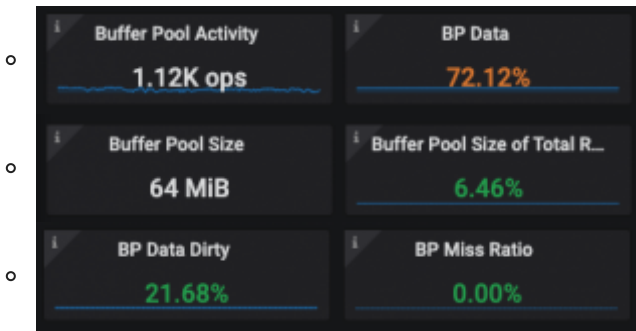 Buffer Pool Activity
1.12K ops
BP Data
72.12%
Buffer Pool Size
64 MiB
Buffer Pool Size of Total R...
6.46%
BP Data Dirty
21.68%
BP Miss Ratio
0.00%